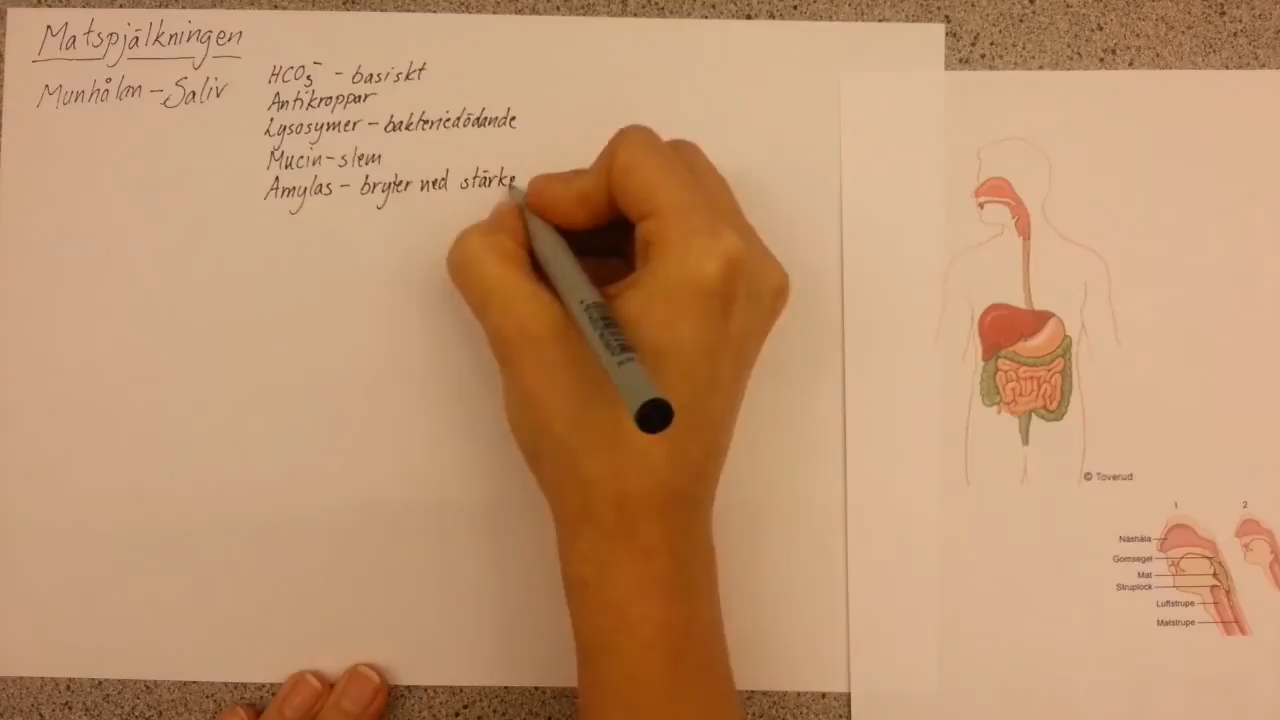 Matspjälkningen
Munhålan - Saliv
HCO3⁻ - basiskt
Antikroppar
Lysosymer - bakteriedödande
Mucin - slem
Amylas - bryter ned stärke
© Toverud
1
2
Näshåla
Gomsegel
Mat
Struplock
Luftstrupe
Matstrupe